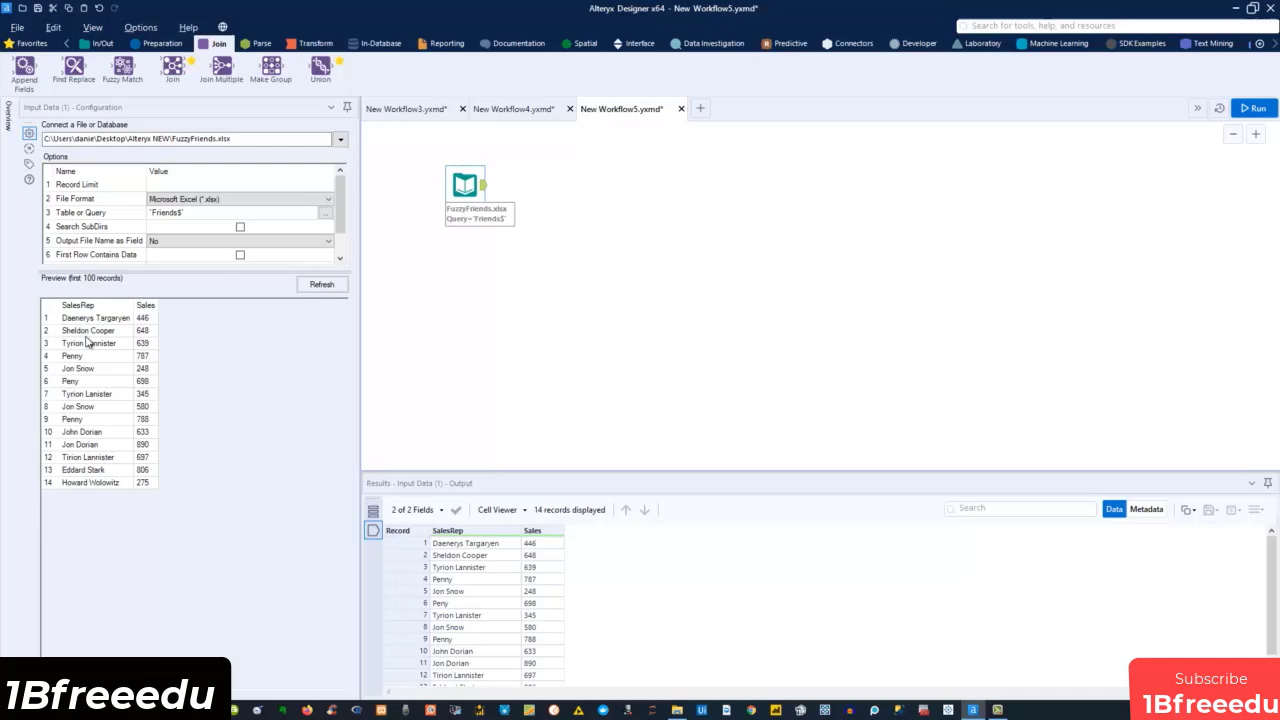 Alteryx Designer x64 - New Workflow5.yxmd*
File Edit View Options Help
Search for tools, help, and resources
Favorites In/Out Preparation Join Parse Transform In-Database Reporting Documentation Spatial Interface Data Investigation Predictive Connectors Developer Laboratory Machine Learning SDK Examples Text Mining
Append Fields Find Replace Fuzzy Match Join Join Multiple Make Group Union
Overview
Input Data (1) - Configuration
New Workflow3.yxmd* New Workflow4.yxmd* New Workflow5.yxmd*
Run
Connect a File or Database
C:\Users\danie\Desktop\Alteryx NEW\FuzzyFriends.xlsx
Options
Name Value
1 Record Limit
2 File Format Microsoft Excel (*.xlsx)
3 Table or Query `Friends$` ...
4 Search SubDirs
5 Output File Name as Field No
6 First Row Contains Data
FuzzyFriends.xlsx
Query=`Friends$`
Preview (first 100 records)
Refresh
SalesRep Sales
1 Daenerys Targaryen 446
2 Sheldon Cooper 648
3 Tyrion Lannister 639
4 Penny 787
5 Jon Snow 248
6 Peny 698
7 Tyrion Lanister 345
8 Jon Snow 580
9 Penny 788
10 John Dorian 633
11 Jon Dorian 890
12 Tirion Lannister 697
13 Eddard Stark 806
14 Howard Wolowitz 275
Results - Input Data (1) - Output
2 of 2 Fields Cell Viewer 14 records displayed Search Data Metadata
Record SalesRep Sales
1 Daenerys Targaryen 446
2 Sheldon Cooper 648
3 Tyrion Lannister 639
4 Penny 787
5 Jon Snow 248
6 Peny 698
7 Tyrion Lanister 345
8 Jon Snow 580
9 Penny 788
10 John Dorian 633
11 Jon Dorian 890
12 Tirion Lannister 697
1Bfreeedu
Subscribe
1Bfreeedu